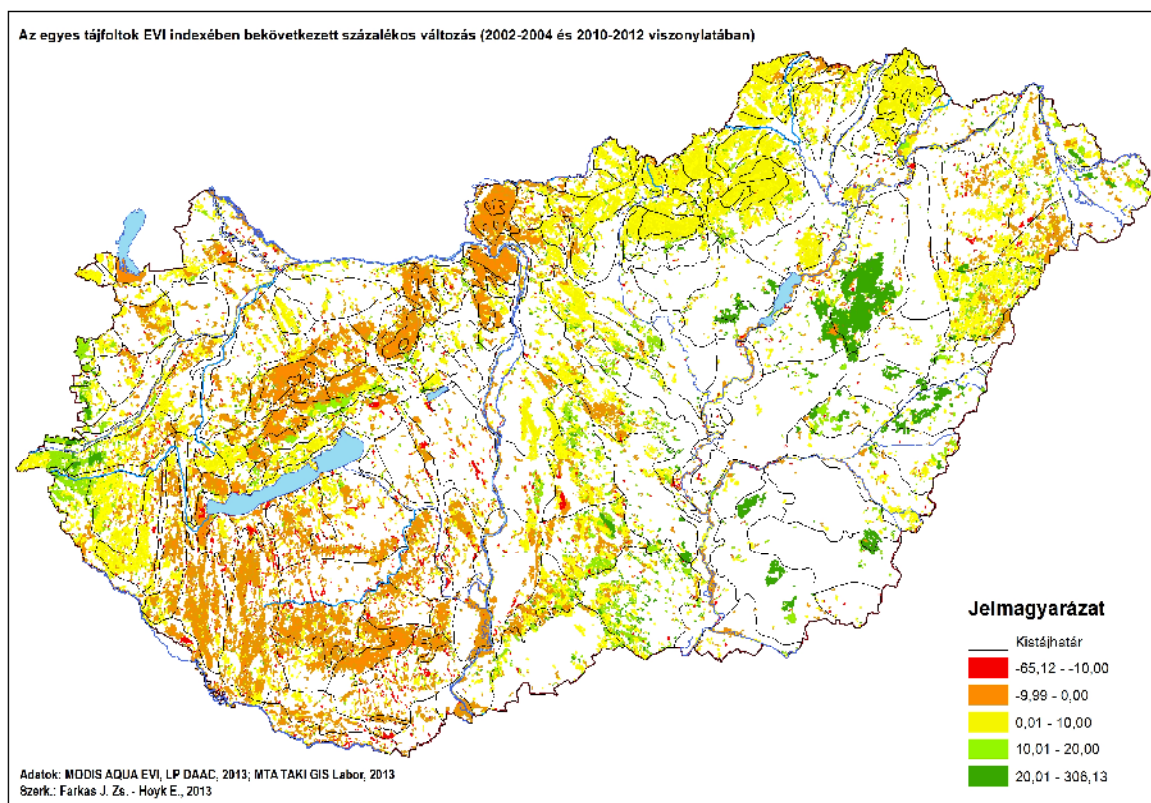 Az egyes tájfoltok EVI indexében bekövetkezett százalékos változás (2002-2004 és 2010-2012 viszonylatában)
Jelmagyarázat
Kistájhatár
-65,12 - -10,00
-9,99 - 0,00
0,01 - 10,00
10,01 - 20,00
20,01 - 306,13
Adatok: MODIS AQUA EVI, LP DAAC, 2013; MTA TAKI GIS Labor, 2013
Szerk.: Farkas J. Zs. - Hoyk E., 2013